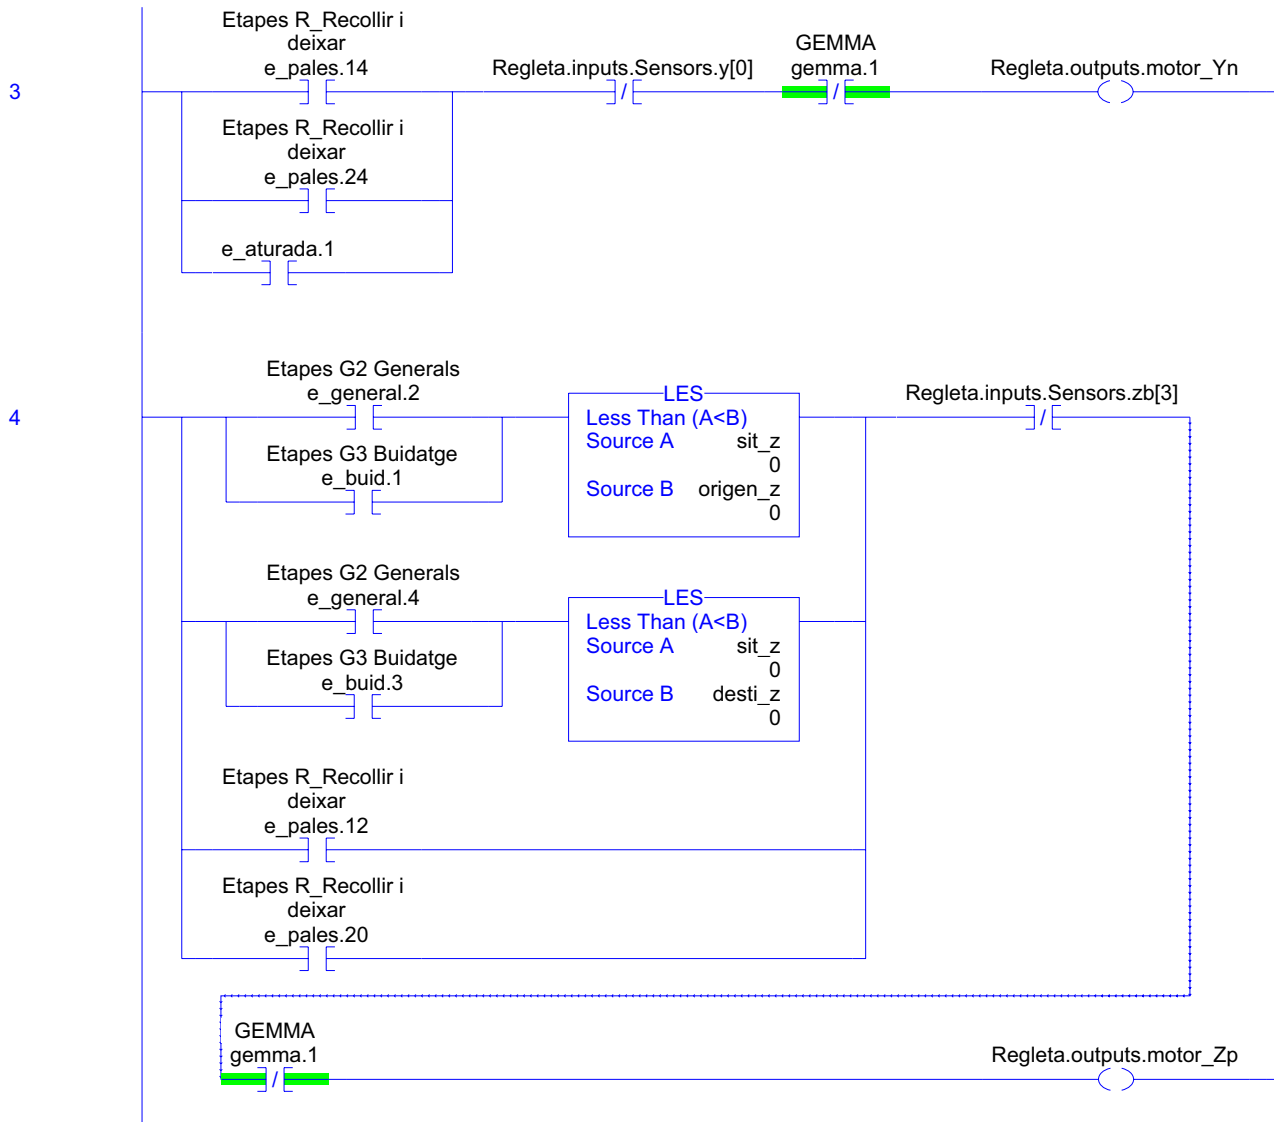 Etapes R_Recollir i
deixar
e_pales.14
Regleta.inputs.Sensors.y[0]
GEMMA
gemma.1
Regleta.outputs.motor_Yn
3
Etapes R_Recollir i
deixar
e_pales.24
e_aturada.1
Etapes G2 Generals
e_general.2
LES
Less Than (A<B)
Source A sit_z
0
Source B origen_z
0
Regleta.inputs.Sensors.zb[3]
4
Etapes G3 Buidatge
e_buid.1
Etapes G2 Generals
e_general.4
LES
Less Than (A<B)
Source A sit_z
0
Source B desti_z
0
Etapes G3 Buidatge
e_buid.3
Etapes R_Recollir i
deixar
e_pales.12
Etapes R_Recollir i
deixar
e_pales.20
GEMMA
gemma.1
Regleta.outputs.motor_Zp